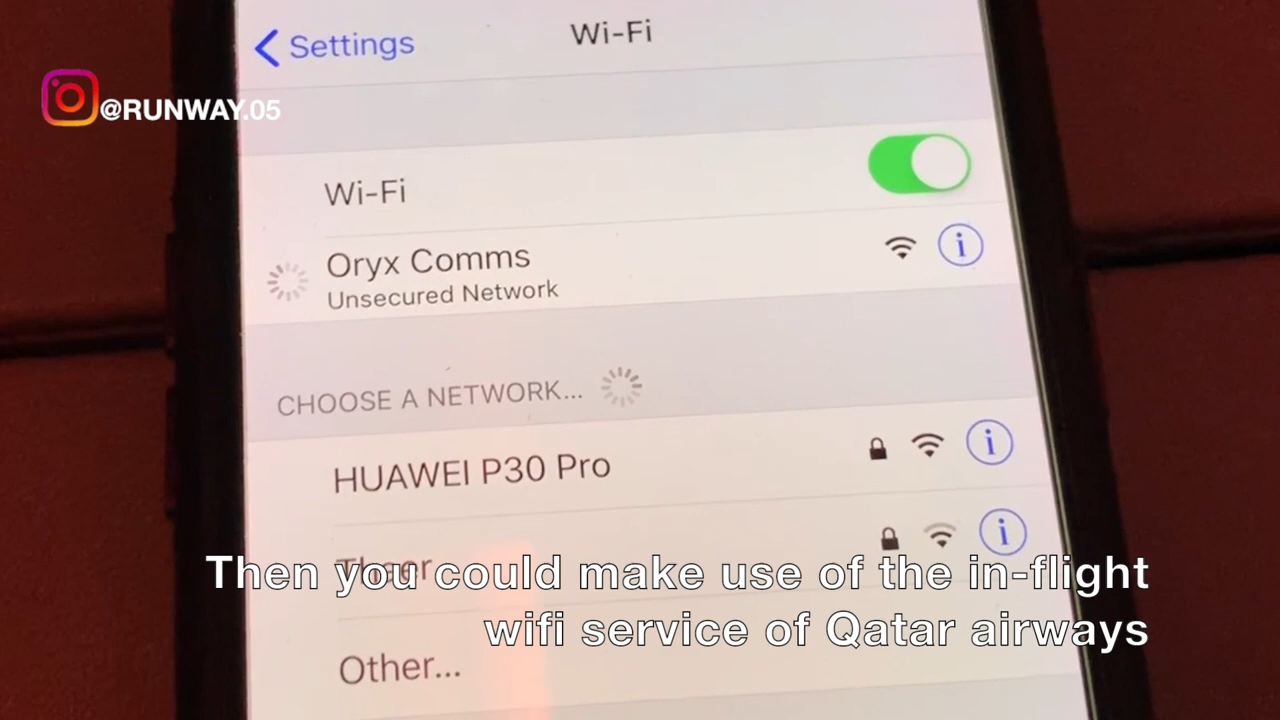 Settings
Wi-Fi
@RUNWAY.05
Wi-Fi
Oryx Comms
Unsecured Network
CHOOSE A NETWORK...
HUAWEI P30 Pro
Then you could make use of the in-flight
wifi service of Qatar airways
Other...